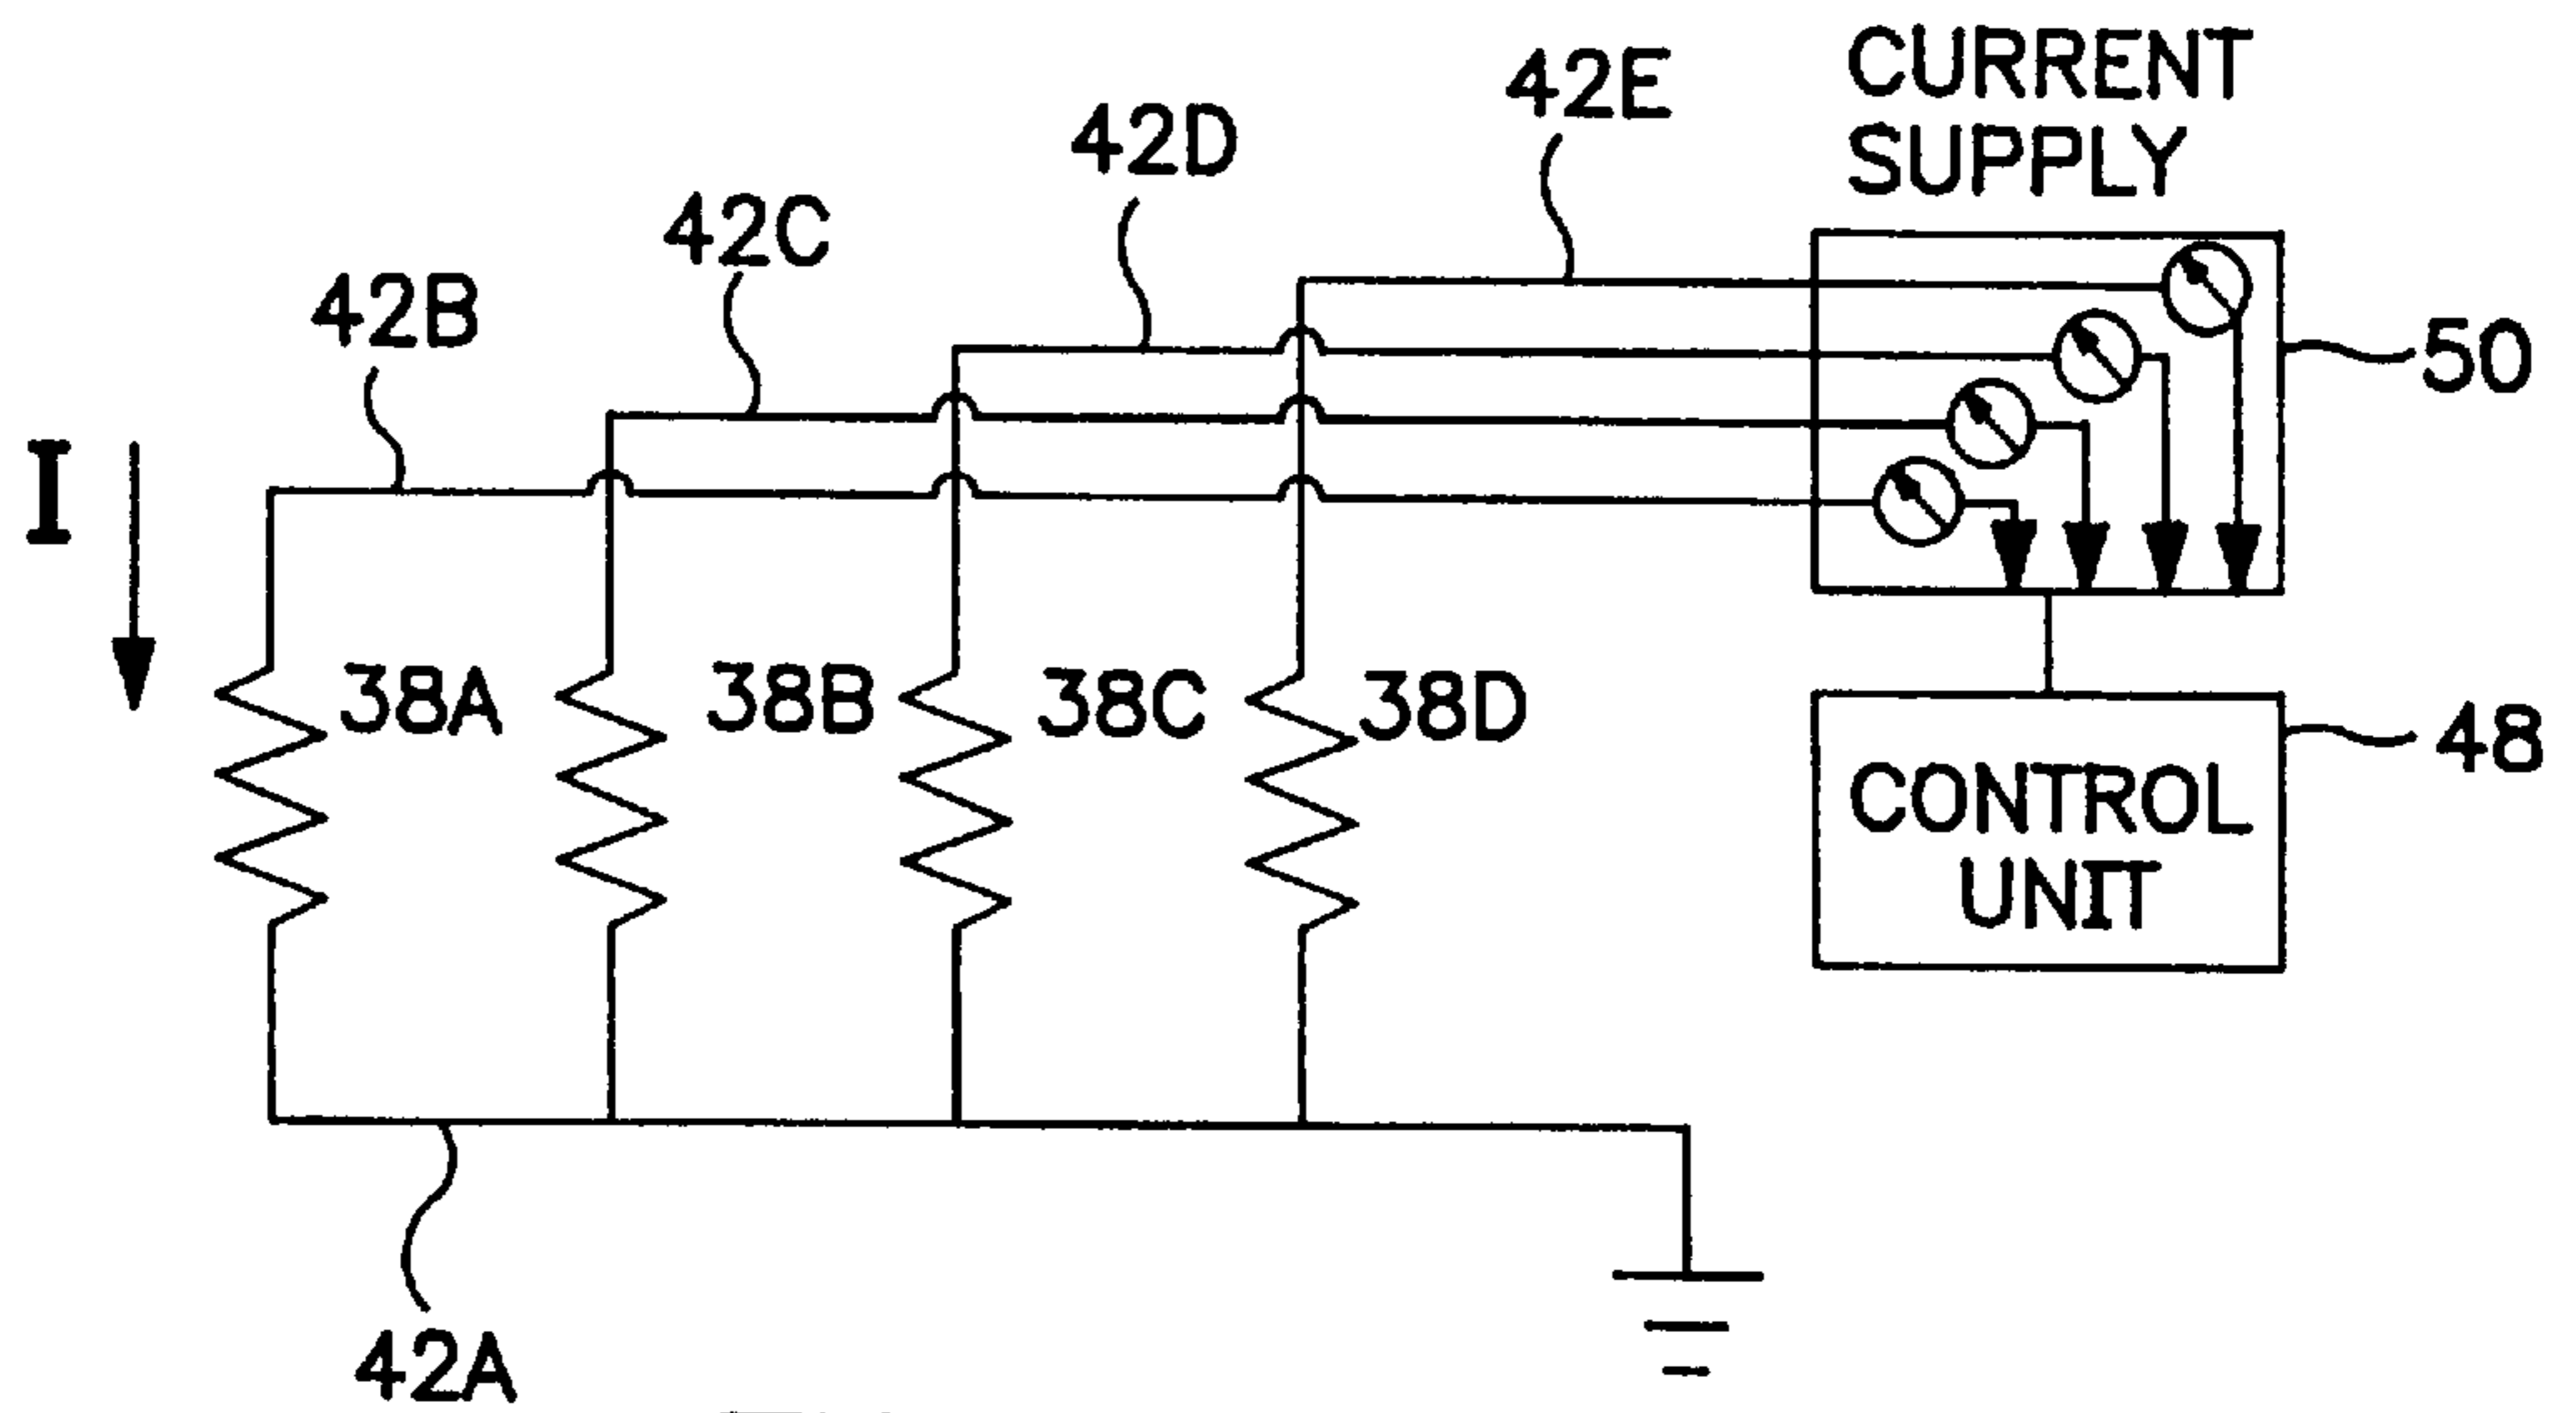 CURRENT
SUPPLY
42E
42D
42C
42B
50
I
38A
38B
38C
38D
48
CONTROL
UNIT
42A